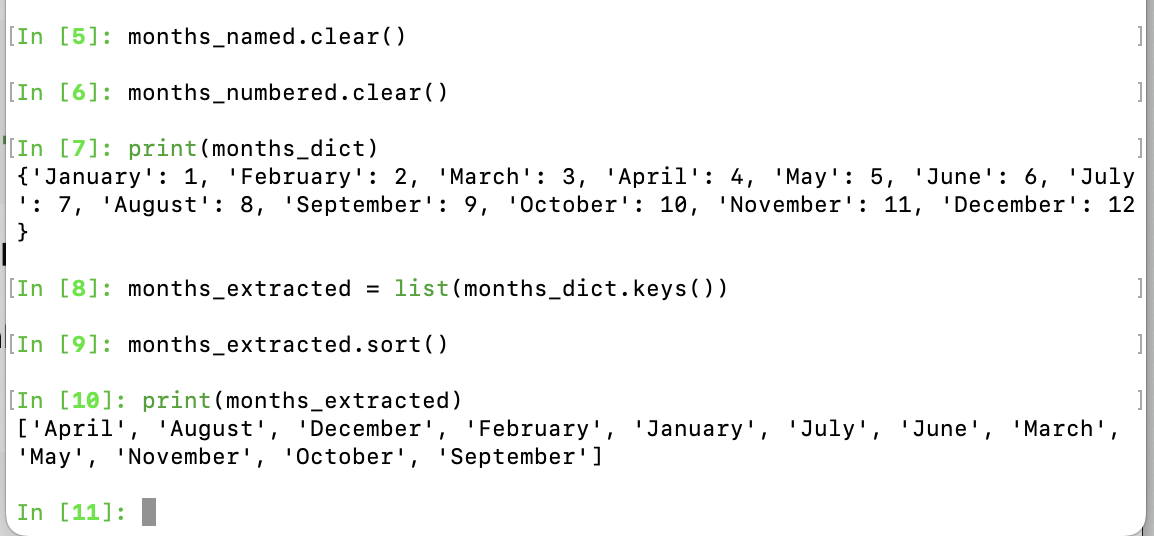 [In [5]: months_named.clear() ]
[In [6]: months_numbered.clear() ]
[In [7]: print(months_dict) ]
{'January': 1, 'February': 2, 'March': 3, 'April': 4, 'May': 5, 'June': 6, 'July
': 7, 'August': 8, 'September': 9, 'October': 10, 'November': 11, 'December': 12
}
[In [8]: months_extracted = list(months_dict.keys()) ]
[In [9]: months_extracted.sort() ]
[In [10]: print(months_extracted) ]
['April', 'August', 'December', 'February', 'January', 'July', 'June', 'March',
'May', 'November', 'October', 'September']
In [11]: